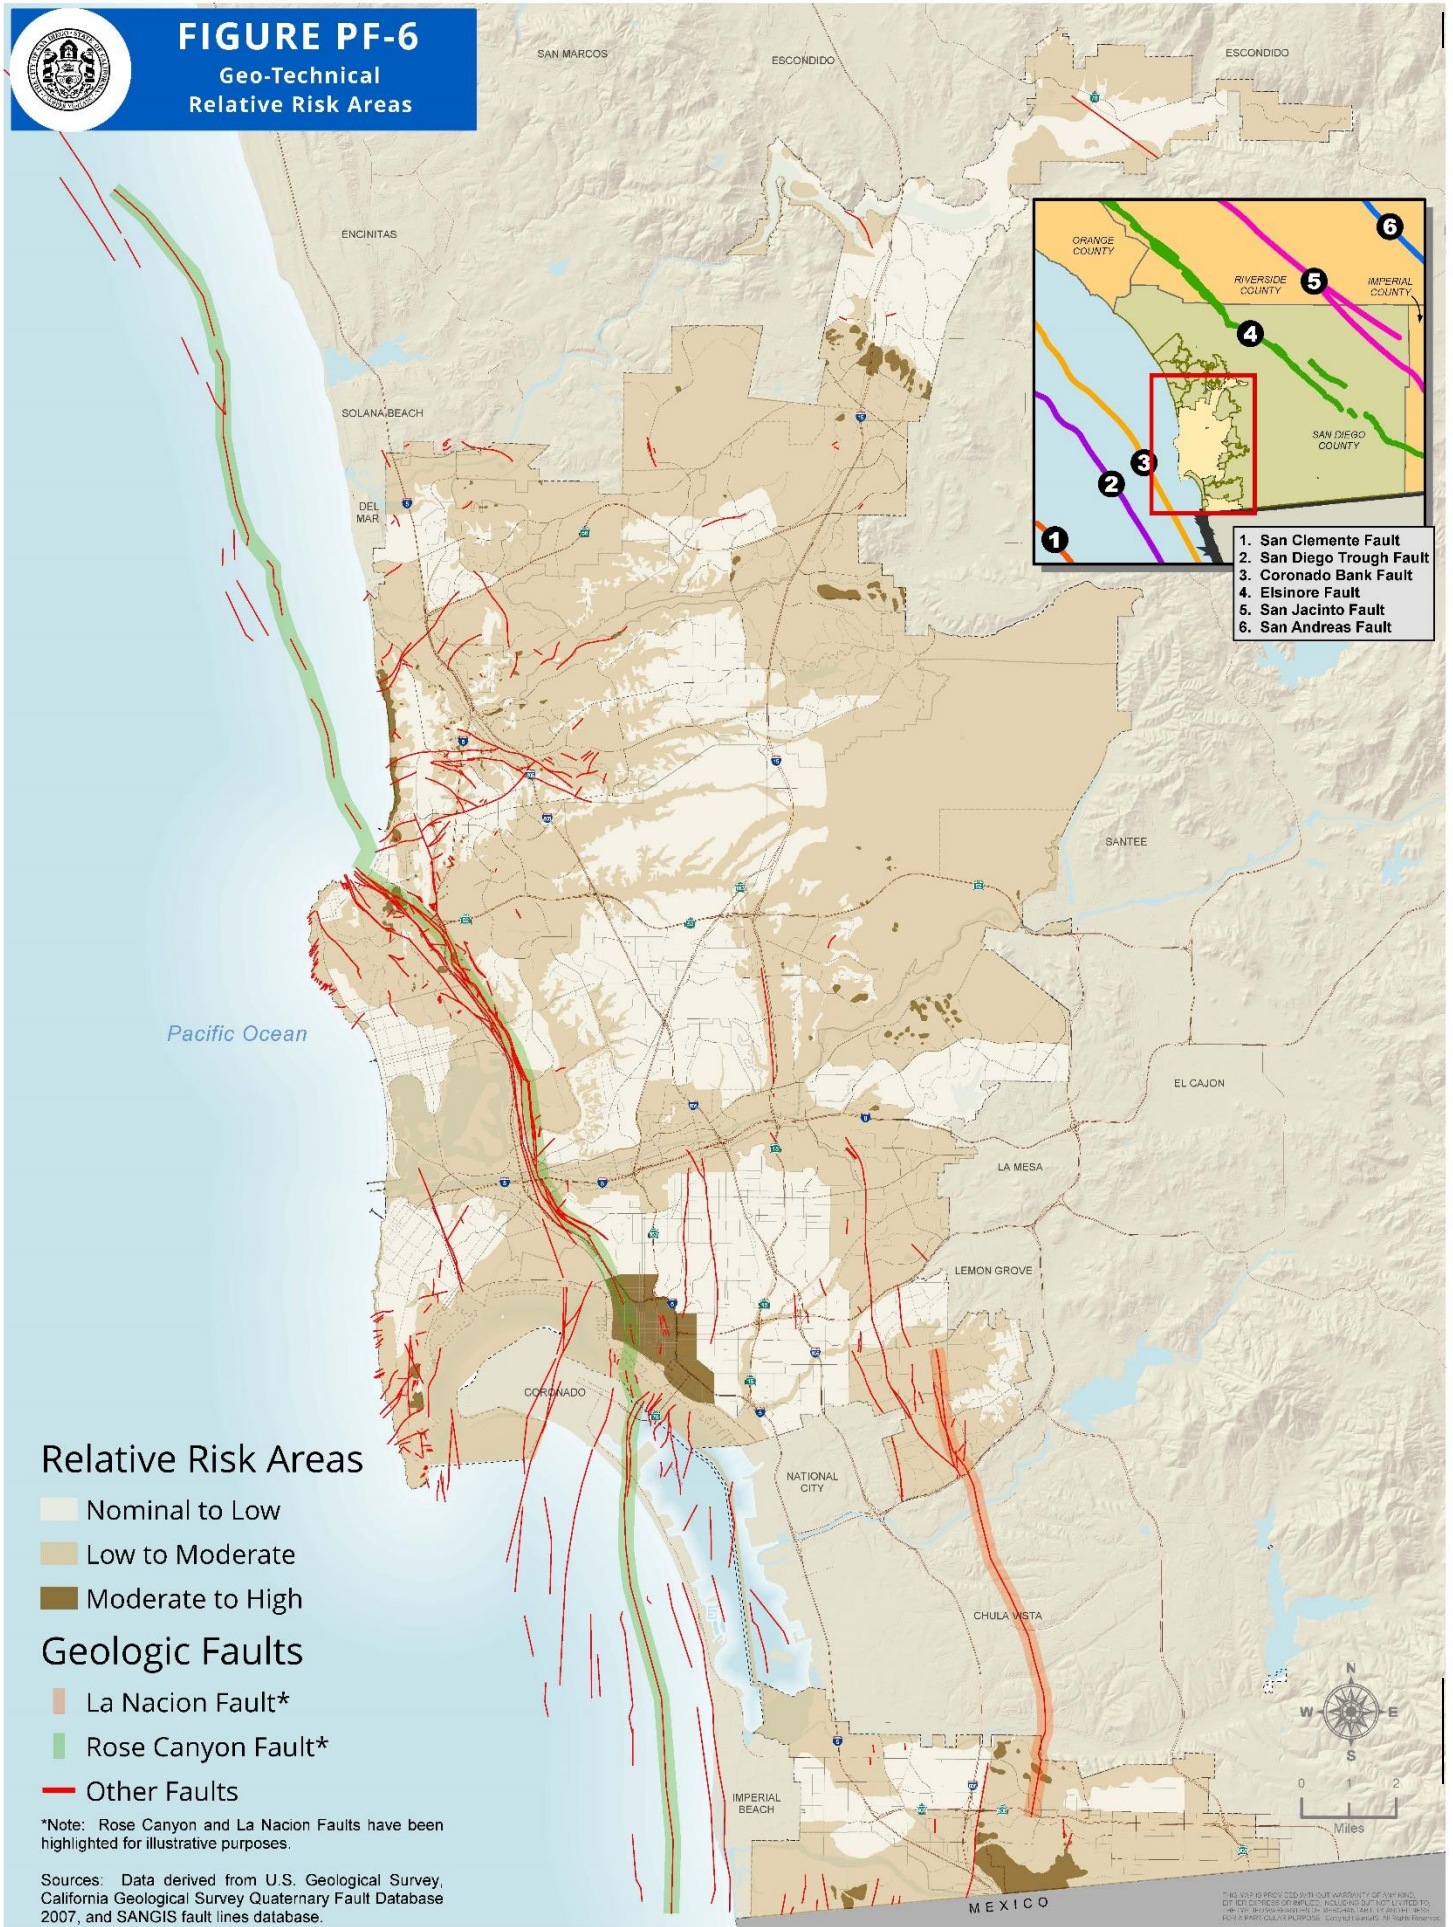 FIGURE PF-6
Geo-Technical
Relative Risk Areas
SAN MARCOS
ESCONDIDO
ESCONDIDO
ENCINITAS
SOLANA BEACH
DEL
MAR
ORANGE
COUNTY
RIVERSIDE
COUNTY
IMPERIAL
COUNTY
SAN DIEGO
COUNTY
1
2
3
4
5
6
1. San Clemente Fault
2. San Diego Trough Fault
3. Coronado Bank Fault
4. Elsinore Fault
5. San Jacinto Fault
6. San Andreas Fault
SANTEE
Pacific Ocean
EL CAJON
LA MESA
LEMON GROVE
CORONADO
NATIONAL
CITY
CHULA VISTA
IMPERIAL
BEACH
MEXICO
Relative Risk Areas
Nominal to Low
Low to Moderate
Moderate to High
Geologic Faults
La Nacion Fault*
Rose Canyon Fault*
Other Faults
*Note: Rose Canyon and La Nacion Faults have been
highlighted for illustrative purposes.
Sources: Data derived from U.S. Geological Survey,
California Geological Survey Quaternary Fault Database
2007, and SANGIS fault lines database.
N
W E
S
0 1 2
Miles